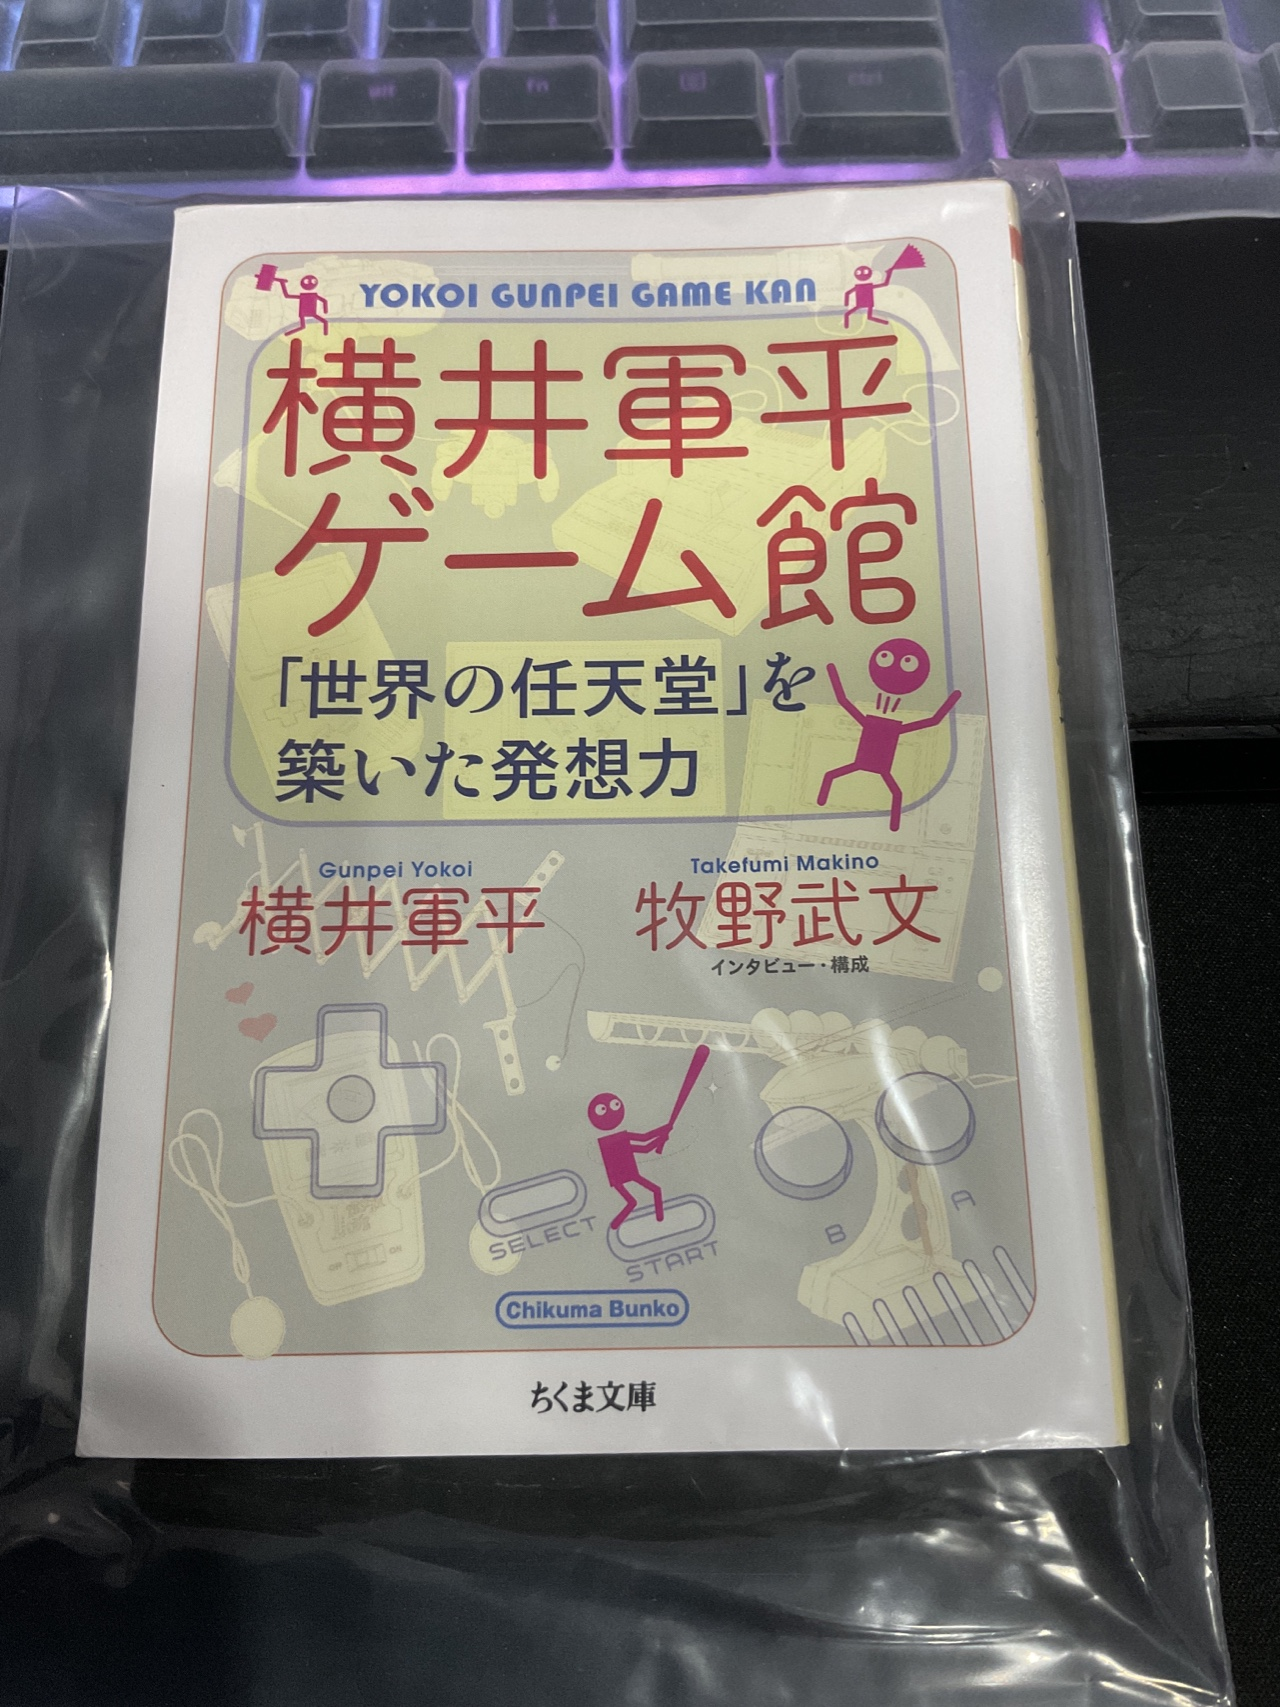 alt
fn
YOKOI GUNPEI GAME KAN
横井軍平
ゲーム館
「世界の任天堂」を
築いた発想力
Gunpei Yokoi
横井軍平
Takefumi Makino
牧野武文
インタビュー・構成
SELECT
START
B
A
Chikuma Bunko
ちくま文庫